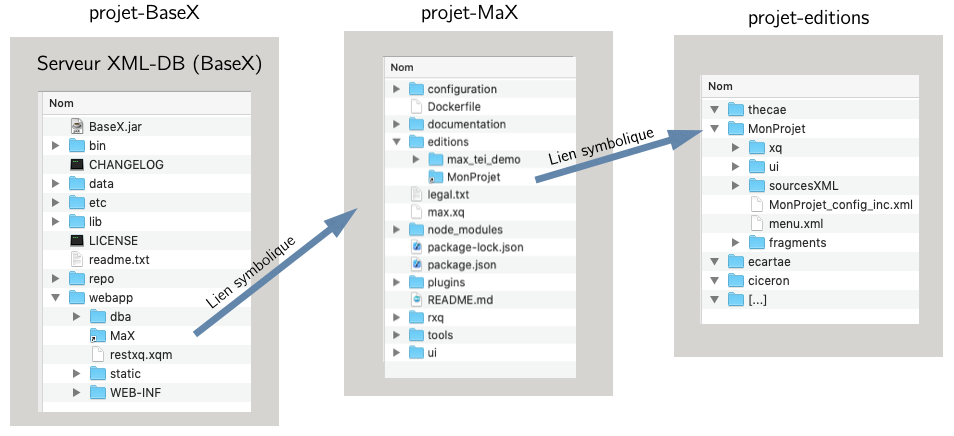 projet-BaseX
Serveur XML-DB (BaseX)
Nom
BaseX.jar
bin
CHANGELOG
data
etc
lib
LICENSE
readme.txt
repo
webapp
dba
MaX
restxq.xqm
static
WEB-INF
Lien symbolique
projet-MaX
Nom
configuration
Dockerfile
documentation
editions
max_tei_demo
MonProjet
legal.txt
max.xq
node_modules
package-lock.json
package.json
plugins
README.md
rxq
tools
ui
Lien symbolique
projet-editions
Nom
thecae
MonProjet
xq
ui
sourcesXML
MonProjet_config_inc.xml
menu.xml
fragments
ecartae
ciceron
[...]